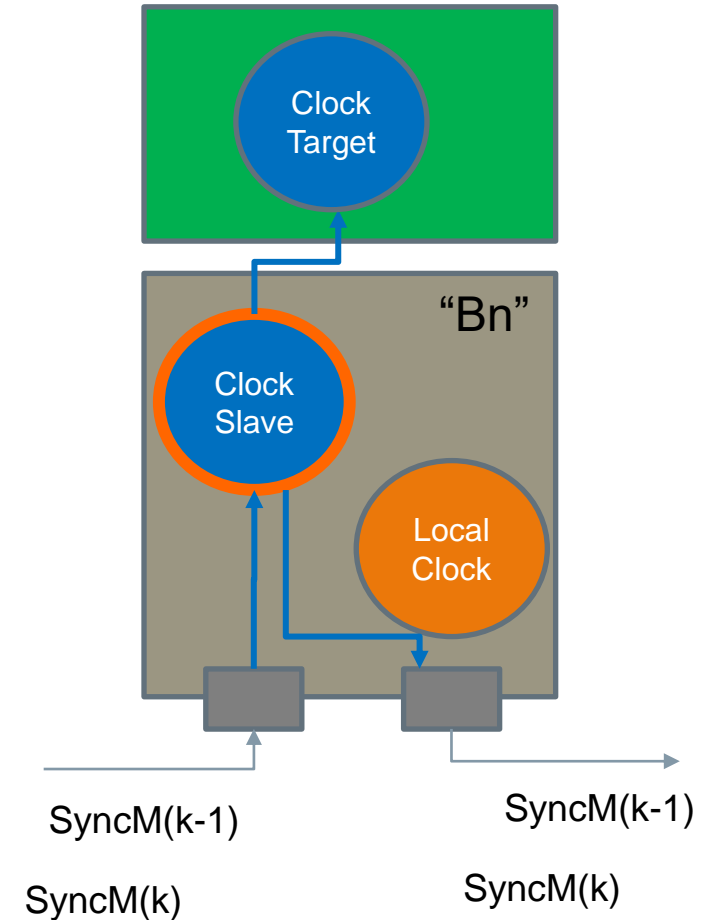 Clock
Target
“Bn”
Clock
Slave
Local
Clock
SyncM(k-1)
SyncM(k-1)
SyncM(k)
SyncM(k)